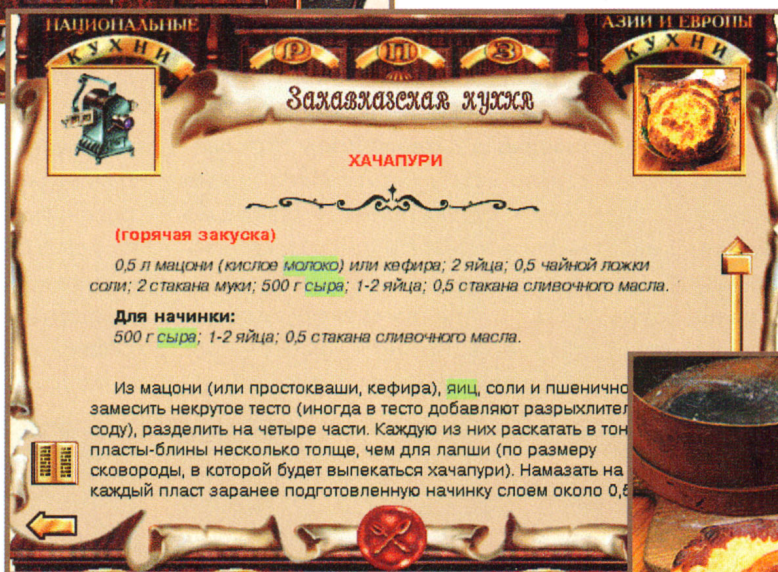 НАЦИОНАЛЬНЫЕ
КУХНИ
Р П В
АЗИИ И ЕВРОПЫ
КУХНИ
Закавказская кухня
ХАЧАПУРИ
(горячая закуска)
0,5 л мацони (кислое молоко) или кефира; 2 яйца; 0,5 чайной ложки
соли; 2 стакана муки; 500 г сыра; 1-2 яйца; 0,5 стакана сливочного масла.
Для начинки:
500 г сыра; 1-2 яйца; 0,5 стакана сливочного масла.
Из мацони (или простокваши, кефира), яиц, соли и пшенично
замесить некрутое тесто (иногда в тесто добавляют разрыхлител
соду), разделить на четыре части. Каждую из них раскатать в тон
пласты-блины несколько толще, чем для лапши (по размеру
сковороды, в которой будет выпекаться хачапури). Намазать на
каждый пласт заранее подготовленную начинку слоем около 0,5